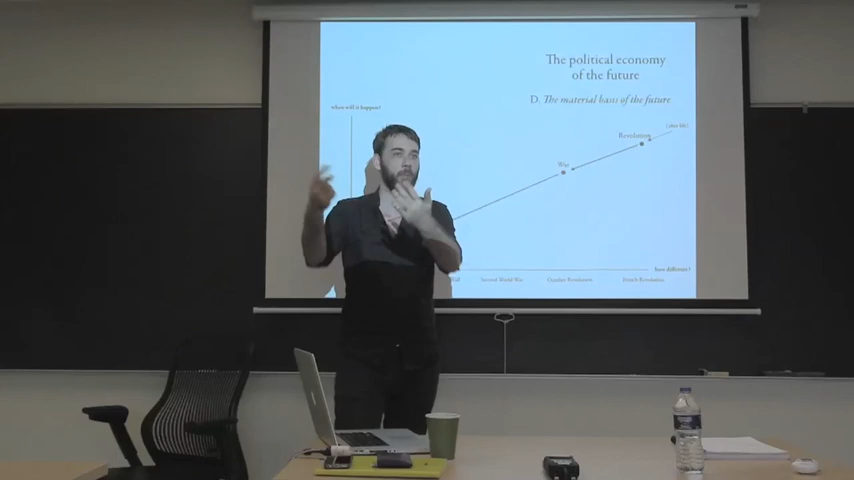 The political economy
of the future
D. The material basis of the future
when will it happen?
Revolution
War
how different?
Second World War
October Revolution
French Revolution